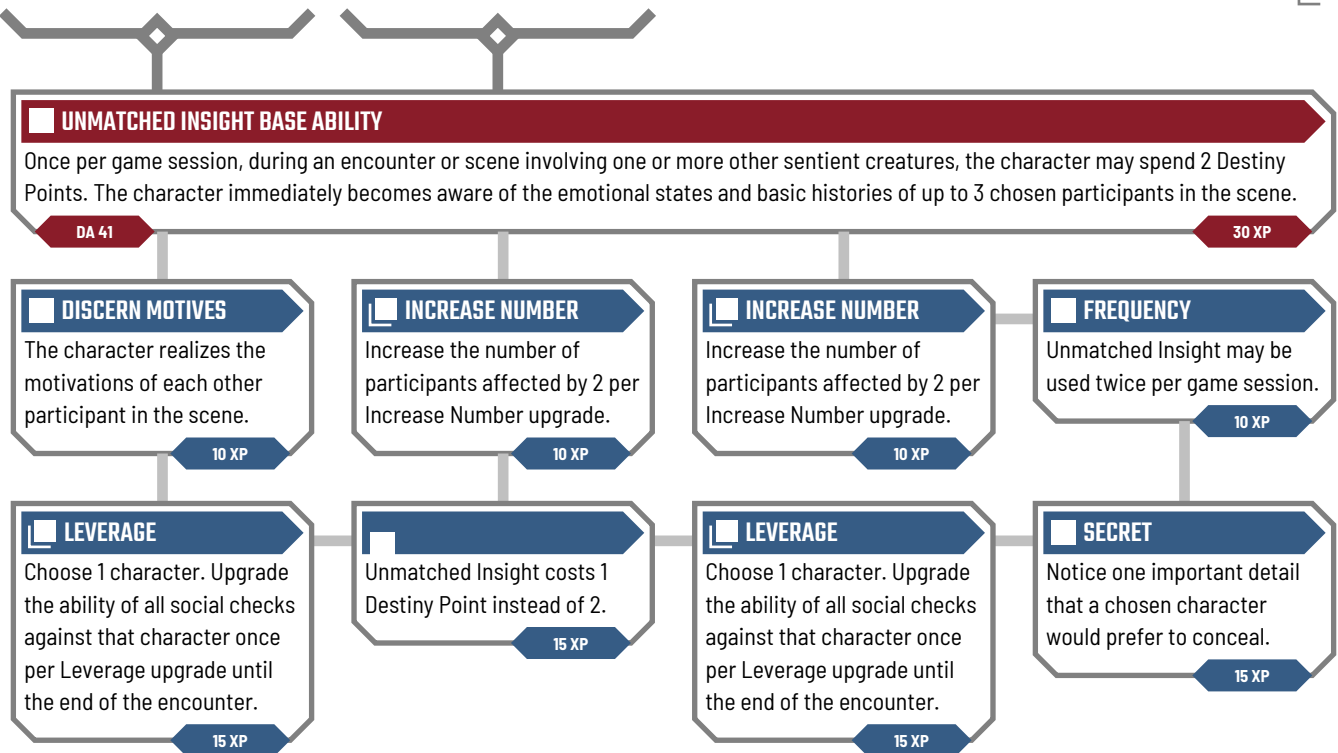 UNMATCHED INSIGHT BASE ABILITY
Once per game session, during an encounter or scene involving one or more other sentient creatures, the character may spend 2 Destiny
Points. The character immediately becomes aware of the emotional states and basic histories of up to 3 chosen participants in the scene.
DA 41
30 XP
DISCERN MOTIVES
The character realizes the
motivations of each other
participant in the scene.
10 XP
INCREASE NUMBER
Increase the number of
participants affected by 2 per
Increase Number upgrade.
10 XP
INCREASE NUMBER
Increase the number of
participants affected by 2 per
Increase Number upgrade.
10 XP
FREQUENCY
Unmatched Insight may be
used twice per game session.
10 XP
LEVERAGE
Choose 1 character. Upgrade
the ability of all social checks
against that character once
per Leverage upgrade until
the end of the encounter.
15 XP
Unmatched Insight costs 1
Destiny Point instead of 2.
15 XP
LEVERAGE
Choose 1 character. Upgrade
the ability of all social checks
against that character once
per Leverage upgrade until
the end of the encounter.
15 XP
SECRET
Notice one important detail
that a chosen character
would prefer to conceal.
15 XP